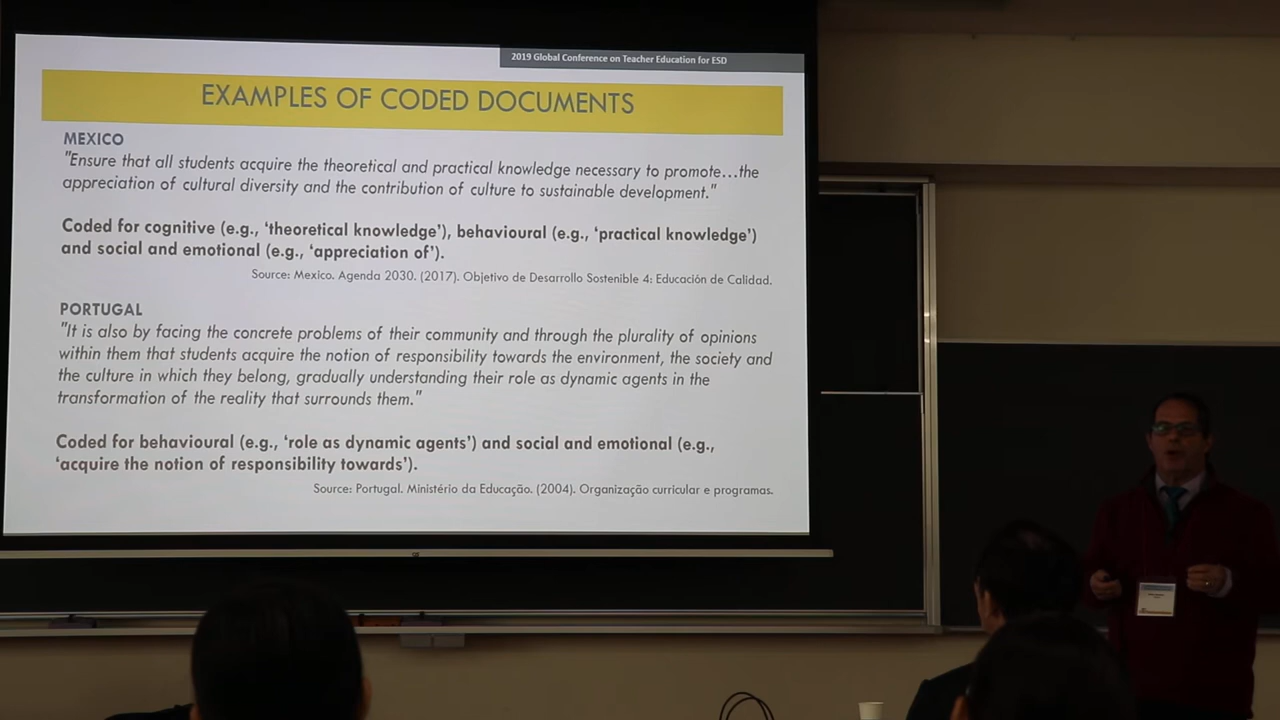 2019 Global Conference on Teacher Education for ESD
EXAMPLES OF CODED DOCUMENTS
MEXICO
"Ensure that all students acquire the theoretical and practical knowledge necessary to promote...the
appreciation of cultural diversity and the contribution of culture to sustainable development."
Coded for cognitive (e.g., 'theoretical knowledge'), behavioural (e.g., 'practical knowledge')
and social and emotional (e.g., 'appreciation of').
Source: Mexico. Agenda 2030. (2017). Objetivo de Desarrollo Sostenible 4: Educación de Calidad.
PORTUGAL
"It is also by facing the concrete problems of their community and through the plurality of opinions
within them that students acquire the notion of responsibility towards the environment, the society and
the culture in which they belong, gradually understanding their role as dynamic agents in the
transformation of the reality that surrounds them."
Coded for behavioural (e.g., 'role as dynamic agents') and social and emotional (e.g.,
'acquire the notion of responsibility towards').
Source: Portugal. Ministério da Educação. (2004). Organização curricular e programas.